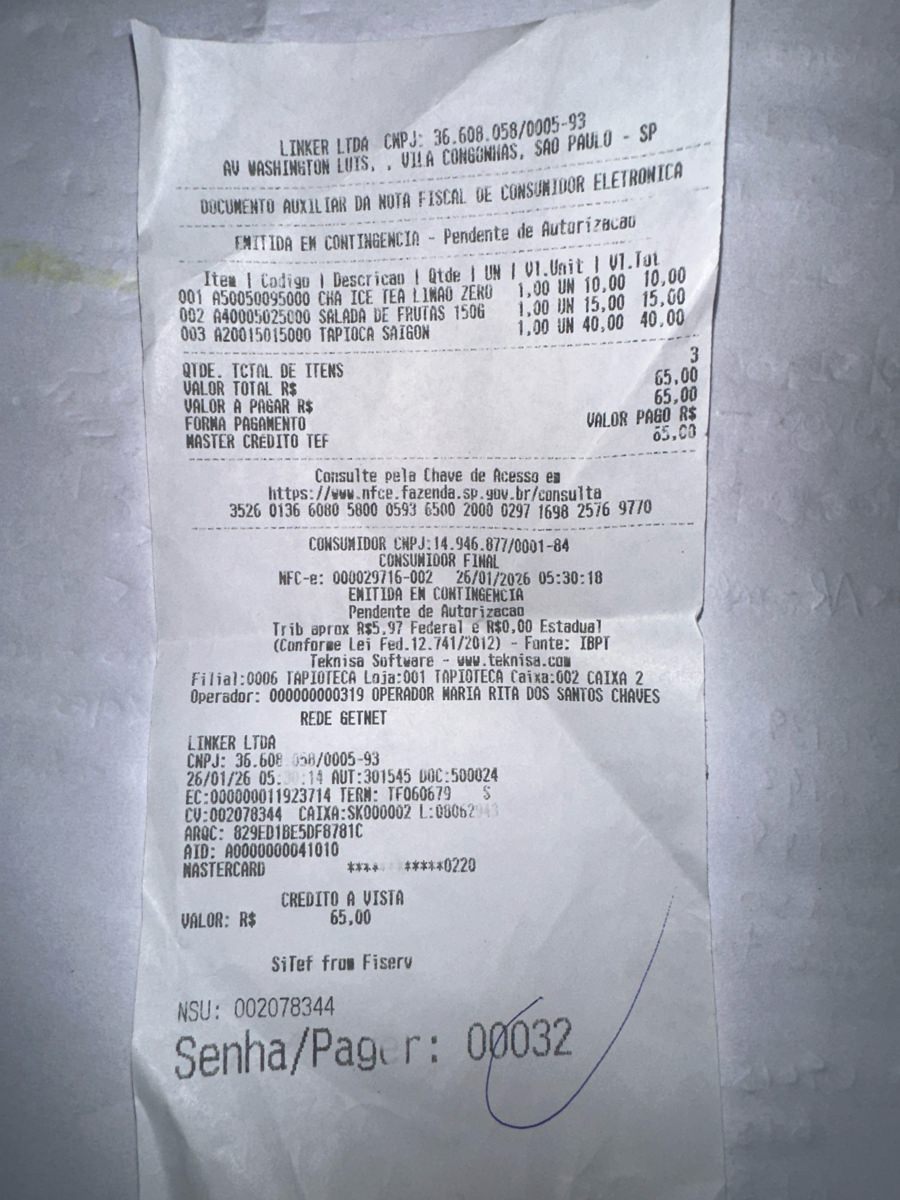 LINKER LTDA CNPJ: 36.608.058/0005-93
AV WASHINGTON LUIS, , VILA CONGONHAS, SAO PAULO - SP
DOCUMENTO AUXILIAR DA NOTA FISCAL DE CONSUMIDOR ELETRONICA
EMITIDA EM CONTINGENCIA - Pendente de Autorizacao
Item | Codigo | Descricao | Qtde | UN | Vl.Unit | Vl.Tot
001 A50050095000 CHA ICE TEA LIMAO ZERO 1,00 UN 10,00 10,00
002 A40005025000 SALADA DE FRUTAS 150G 1,00 UN 15,00 15,00
003 A20015015000 TAPIOCA SAIGON 1,00 UN 40,00 40,00
QTDE. TOTAL DE ITENS 3
VALOR TOTAL R$ 65,00
VALOR A PAGAR R$ 65,00
FORMA PAGAMENTO VALOR PAGO R$
MASTER CREDITO TEF 65,00
Consulte pela Chave de Acesso em
https://www.nfce.fazenda.sp.gov.br/consulta
3526 0136 6080 5800 0593 6500 2000 0297 1698 2576 9770
CONSUMIDOR CNPJ:14.946.877/0001-84
CONSUMIDOR FINAL
NFC-e: 000029716-002 26/01/2026 05:30:18
EMITIDA EM CONTINGENCIA
Pendente de Autorizacao
Trib aprox R$5,97 Federal e R$0,00 Estadual
(Conforme Lei Fed.12.741/2012) - Fonte: IBPT
Teknisa Software - www.teknisa.com
Filial:0006 TAPIOTECA Loja:001 TAPIOTECA Caixa:002 CAIXA 2
Operador: 000000000319 OPERADOR MARIA RITA DOS SANTOS CHAVES
REDE GETNET
LINKER LTDA
CNPJ: 36.608.058/0005-93
26/01/26 AUT:301545 DOC:500024
EC:000000011923714 TERM: TF060679 S
CV:002078344 CAIXA:SK000002
ARQC: 829ED1BE5DF8781C
AID: A0000000041010
MASTERCARD **** *****0220
CREDITO A VISTA
VALOR: R$ 65,00
SiTef from Fiserv
NSU: 002078344
Senha/Pager: 00032